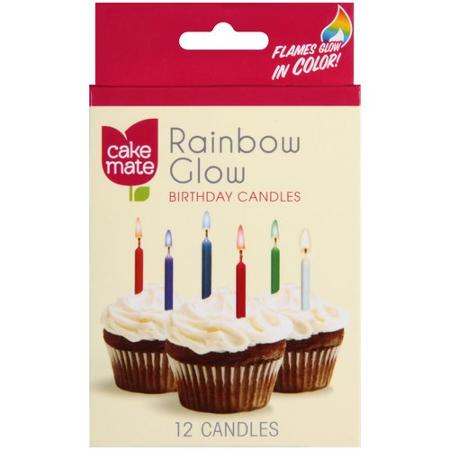 FLAMES GLOW
IN COLOR!
cake
mate
Rainbow
Glow
BIRTHDAY CANDLES
12 CANDLES